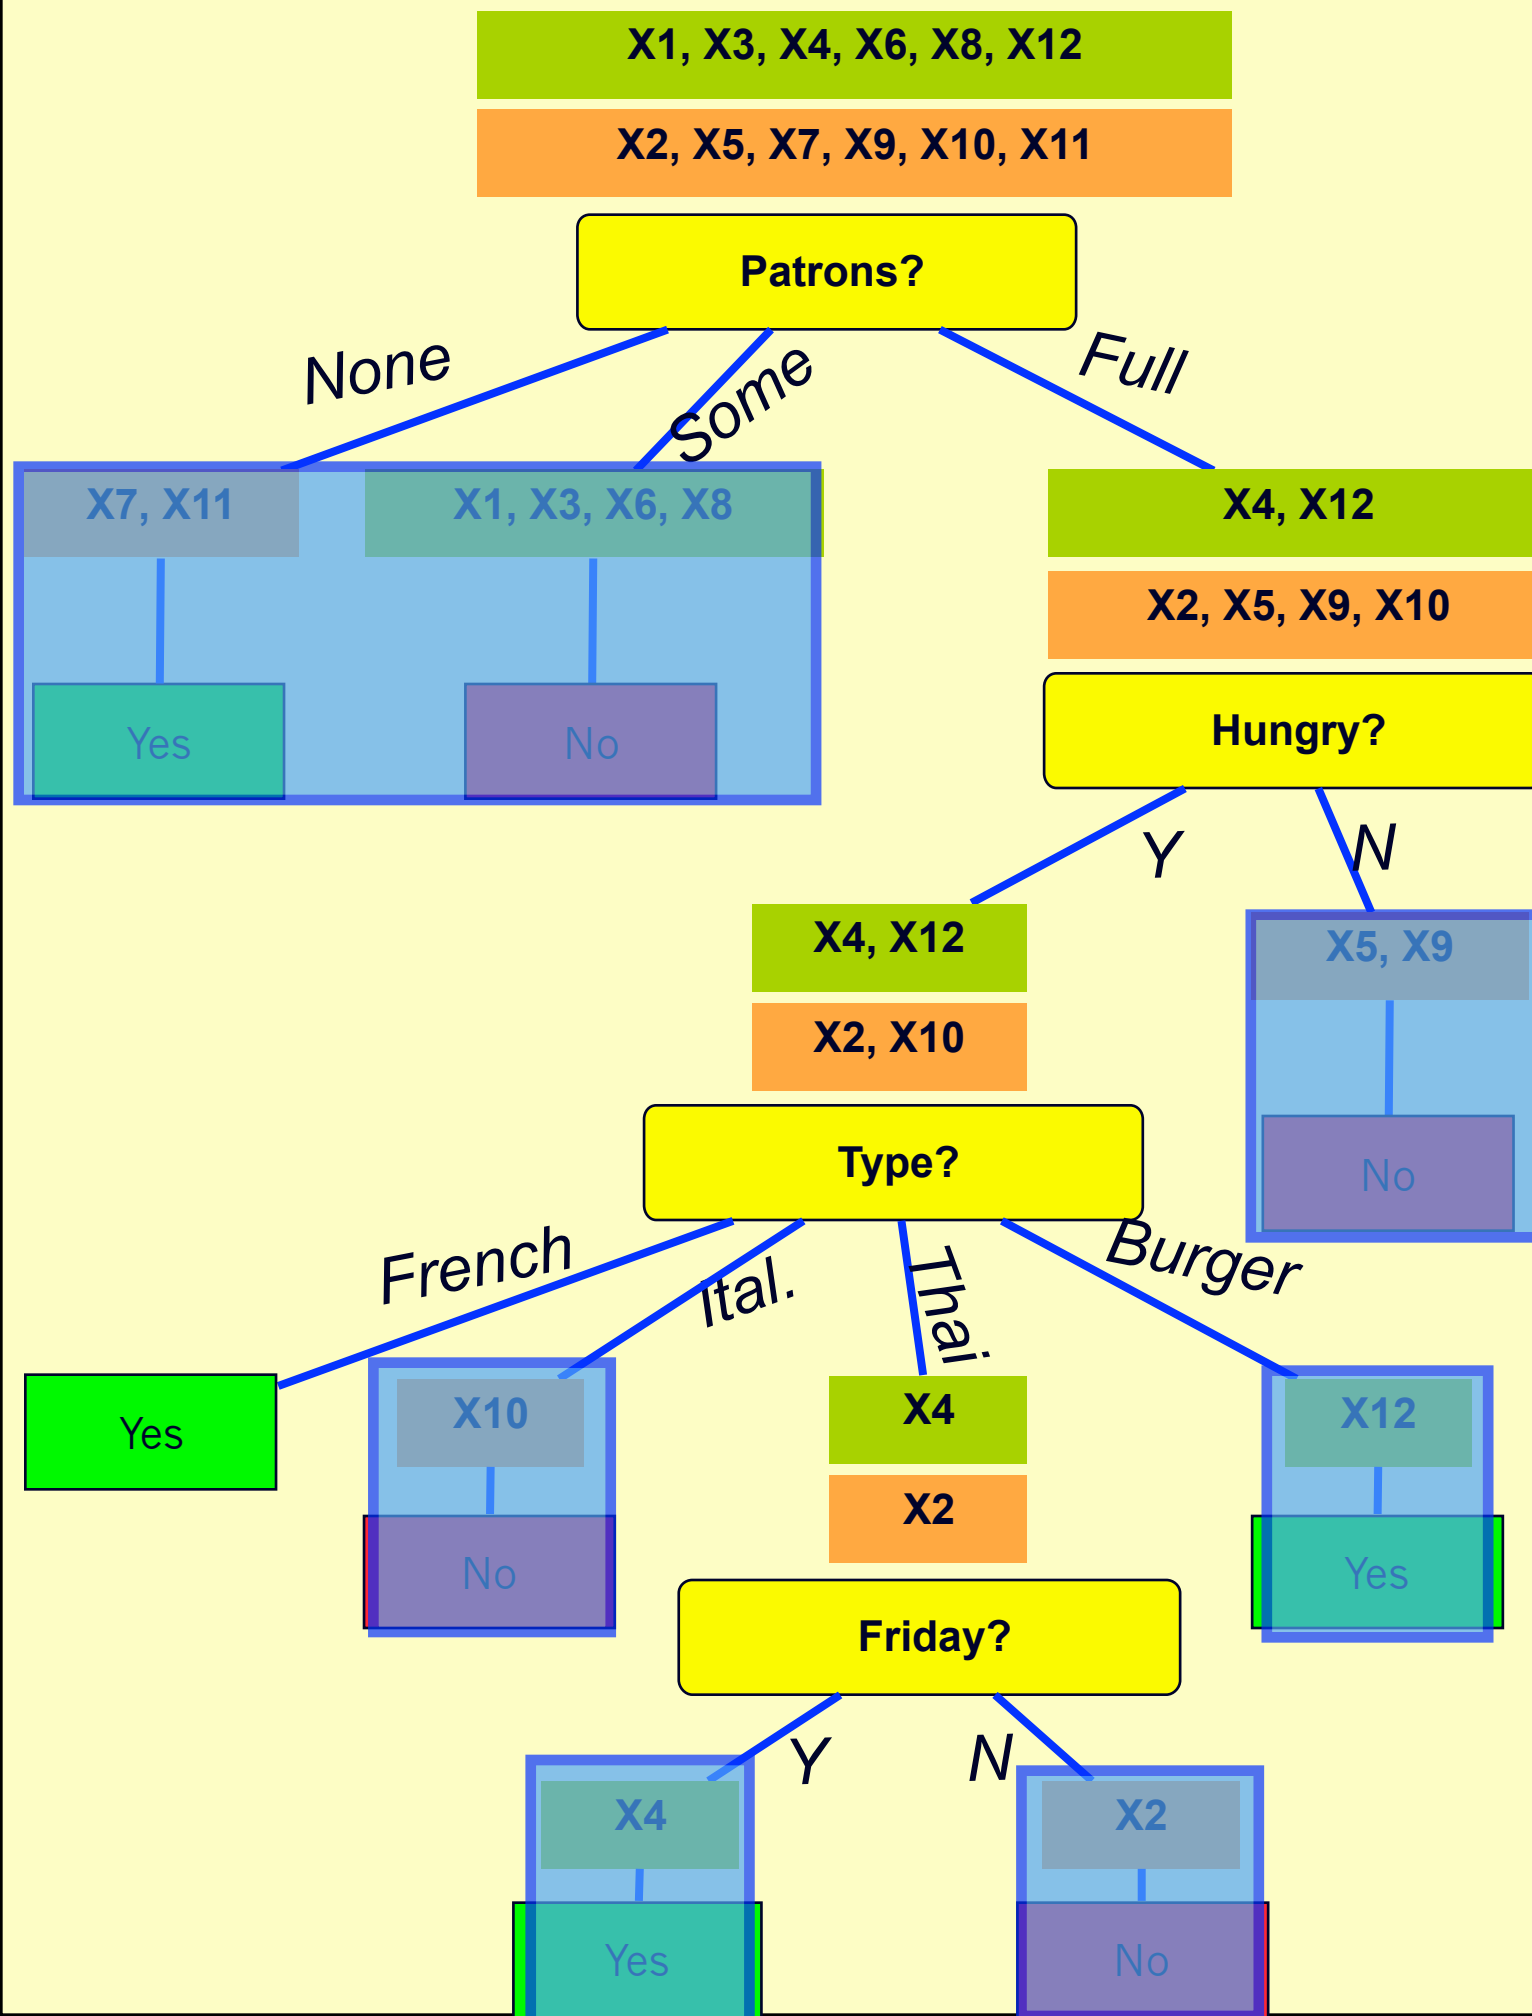 X1, X3, X4, X6, X8, X12
X2, X5, X7, X9, X10, X11
Patrons?
None
Some
Full
X7, X11
X1, X3, X6, X8
X4, X12
X2, X5, X9, X10
Yes
No
Hungry?
Y
N
X4, X12
X5, X9
X2, X10
Type?
No
French
Ital.
Thai
Burger
Yes
X10
X4
X12
X2
No
Yes
Friday?
Y
N
X4
X2
Yes
No